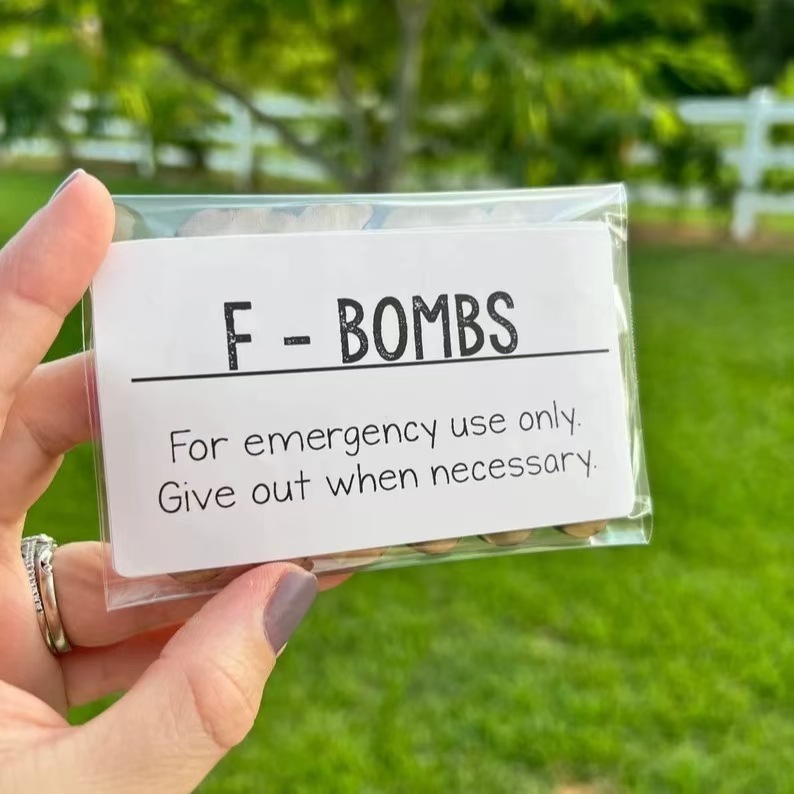 F - BOMBS
For emergency use only.
Give out when necessary.